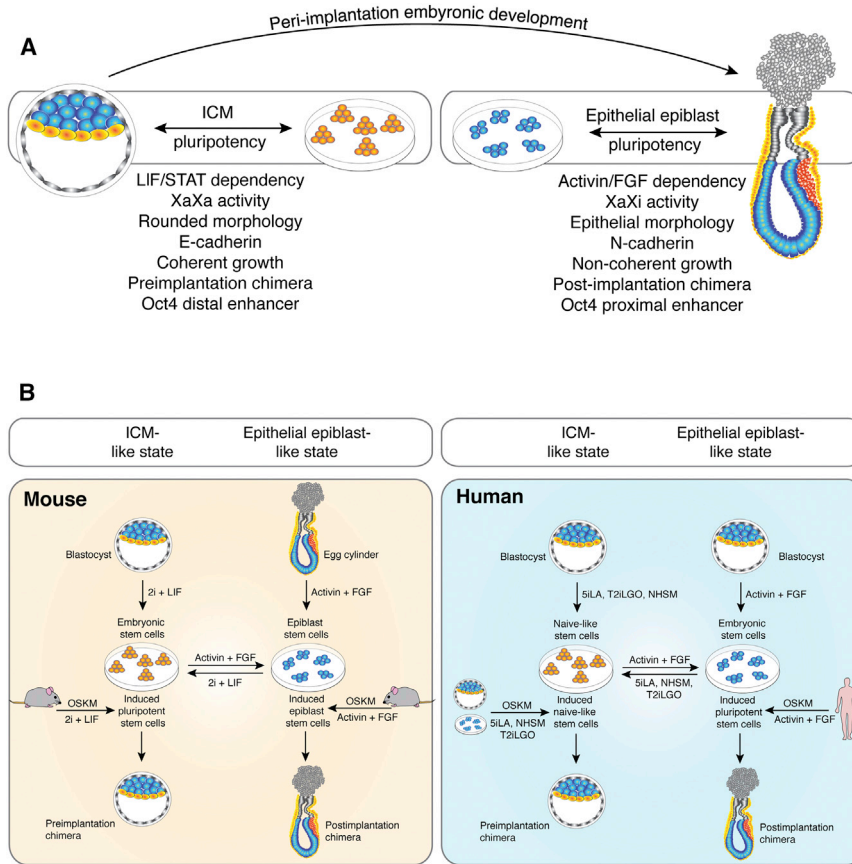 Peri-implantation embyronic development
A
ICM
pluripotency
LIF/STAT dependency
XaXa activity
Rounded morphology
E-cadherin
Coherent growth
Preimplantation chimera
Oct4 distal enhancer
Epithelial epiblast
pluripotency
Activin/FGF dependency
XaXi activity
Epithelial morphology
N-cadherin
Non-coherent growth
Post-implantation chimera
Oct4 proximal enhancer
B
ICM-
like state
Epithelial epiblast-
like state
Mouse
Blastocyst
2i + LIF
Embryonic
stem cells
Egg cylinder
Activin + FGF
Epiblast
stem cells
Activin + FGF
2i + LIF
OSKM
2i + LIF
Induced
pluripotent
stem cells
Induced
epiblast
stem cells
OSKM
Activin + FGF
Preimplantation
chimera
Postimplantation
chimera
ICM-
like state
Epithelial epiblast-
like state
Human
Blastocyst
5iLA, T2iLGO, NHSM
Naive-like
stem cells
Blastocyst
Activin + FGF
Embryonic
stem cells
Activin + FGF
5iLA, NHSM,
T2iLGO
OSKM
5iLA, NHSM
T2iLGO
Induced
naive-like
stem cells
Induced
pluripotent
stem cells
OSKM
Activin + FGF
Preimplantation
chimera
Postimplantation
chimera